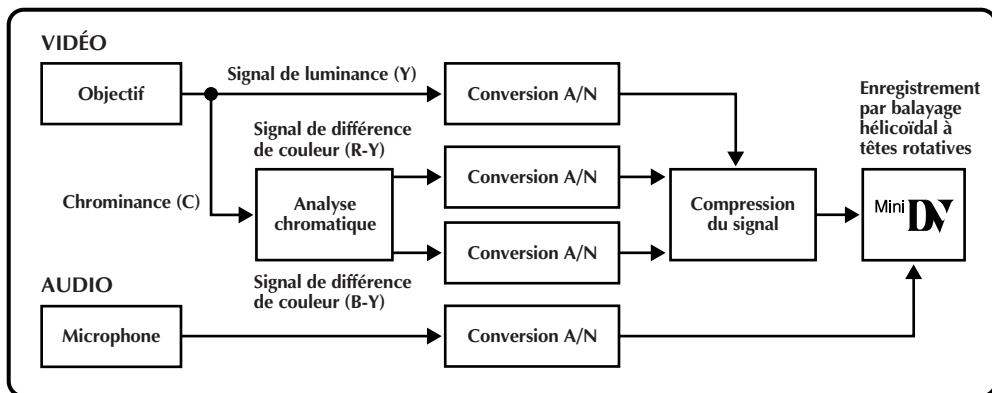 VIDÉO
Objectif
Signal de luminance (Y)
Conversion A/N
Enregistrement
par balayage
hélicoïdal à
têtes rotatives
Signal de différence
de couleur (R-Y)
Conversion A/N
Chrominance (C)
Analyse
chromatique
Compression
du signal
Mini DV
Conversion A/N
Signal de différence
de couleur (B-Y)
AUDIO
Microphone
Conversion A/N